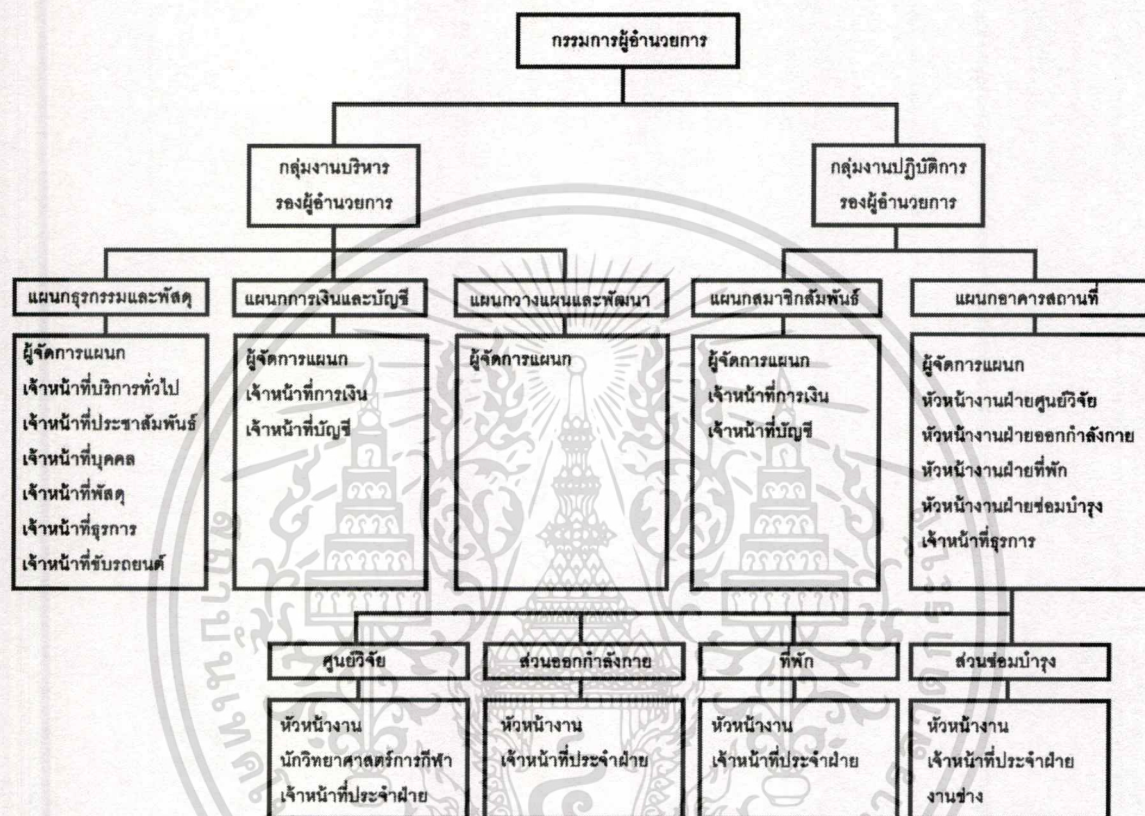 กรรมการผู้อำนวยการ
กลุ่มงานบริหาร
รองผู้อำนวยการ
กลุ่มงานปฏิบัติการ
รองผู้อำนวยการ
แผนกธุรกรรมและพัสดุ
ผู้จัดการแผนก
เจ้าหน้าที่บริการทั่วไป
เจ้าหน้าที่ประชาสัมพันธ์
เจ้าหน้าที่บุคคล
เจ้าหน้าที่พัสดุ
เจ้าหน้าที่ธุรการ
เจ้าหน้าที่ขับรถยนต์
แผนกการเงินและบัญชี
ผู้จัดการแผนก
เจ้าหน้าที่การเงิน
เจ้าหน้าที่บัญชี
แผนกวางแผนและพัฒนา
ผู้จัดการแผนก
แผนกสมาชิกสัมพันธ์
ผู้จัดการแผนก
เจ้าหน้าที่การเงิน
เจ้าหน้าที่บัญชี
แผนกอาคารสถานที่
ผู้จัดการแผนก
หัวหน้างานฝ่ายศูนย์วิจัย
หัวหน้างานฝ่ายออกกำลังกาย
หัวหน้างานฝ่ายที่พัก
หัวหน้างานฝ่ายซ่อมบำรุง
เจ้าหน้าที่ธุรการ
ศูนย์วิจัย
หัวหน้างาน
นักวิทยาศาสตร์การกีฬา
เจ้าหน้าที่ประจำฝ่าย
ส่วนออกกำลังกาย
หัวหน้างาน
เจ้าหน้าที่ประจำฝ่าย
ที่พัก
หัวหน้างาน
เจ้าหน้าที่ประจำฝ่าย
ส่วนซ่อมบำรุง
หัวหน้างาน
เจ้าหน้าที่ประจำฝ่าย
งานช่าง